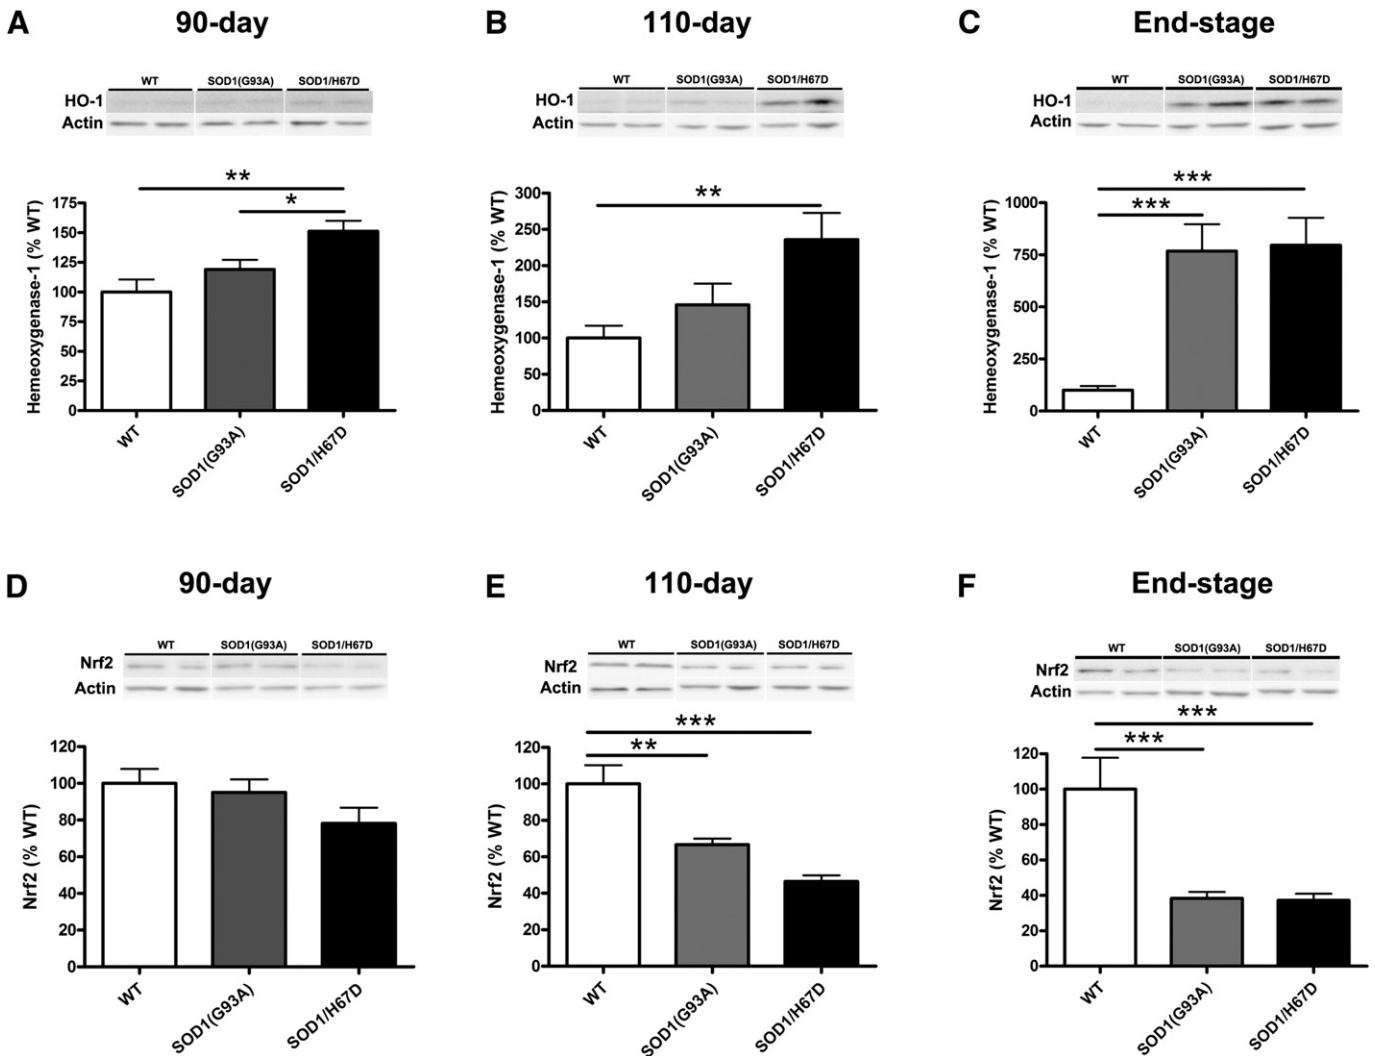 A 90-day
WT SOD1(G93A) SOD1/H67D
HO-1
Actin
**
*
Hemeoxygenase-1 (% WT)
175
150
125
100
75
50
25
0
WT SOD1(G93A) SOD1/H67D
B 110-day
WT SOD1(G93A) SOD1/H67D
HO-1
Actin
**
Hemeoxygenase-1 (% WT)
300
250
200
150
100
50
0
WT SOD1(G93A) SOD1/H67D
C End-stage
WT SOD1(G93A) SOD1/H67D
HO-1
Actin
***
***
Hemeoxygenase-1 (% WT)
1000
750
500
250
0
WT SOD1(G93A) SOD1/H67D
D 90-day
WT SOD1(G93A) SOD1/H67D
Nrf2
Actin
Nrf2 (% WT)
120
100
80
60
40
20
0
WT SOD1(G93A) SOD1/H67D
E 110-day
WT SOD1(G93A) SOD1/H67D
Nrf2
Actin
***
**
Nrf2 (% WT)
120
100
80
60
40
20
0
WT SOD1(G93A) SOD1/H67D
F End-stage
WT SOD1(G93A) SOD1/H67D
Nrf2
Actin
***
***
Nrf2 (% WT)
120
100
80
60
40
20
0
WT SOD1(G93A) SOD1/H67D